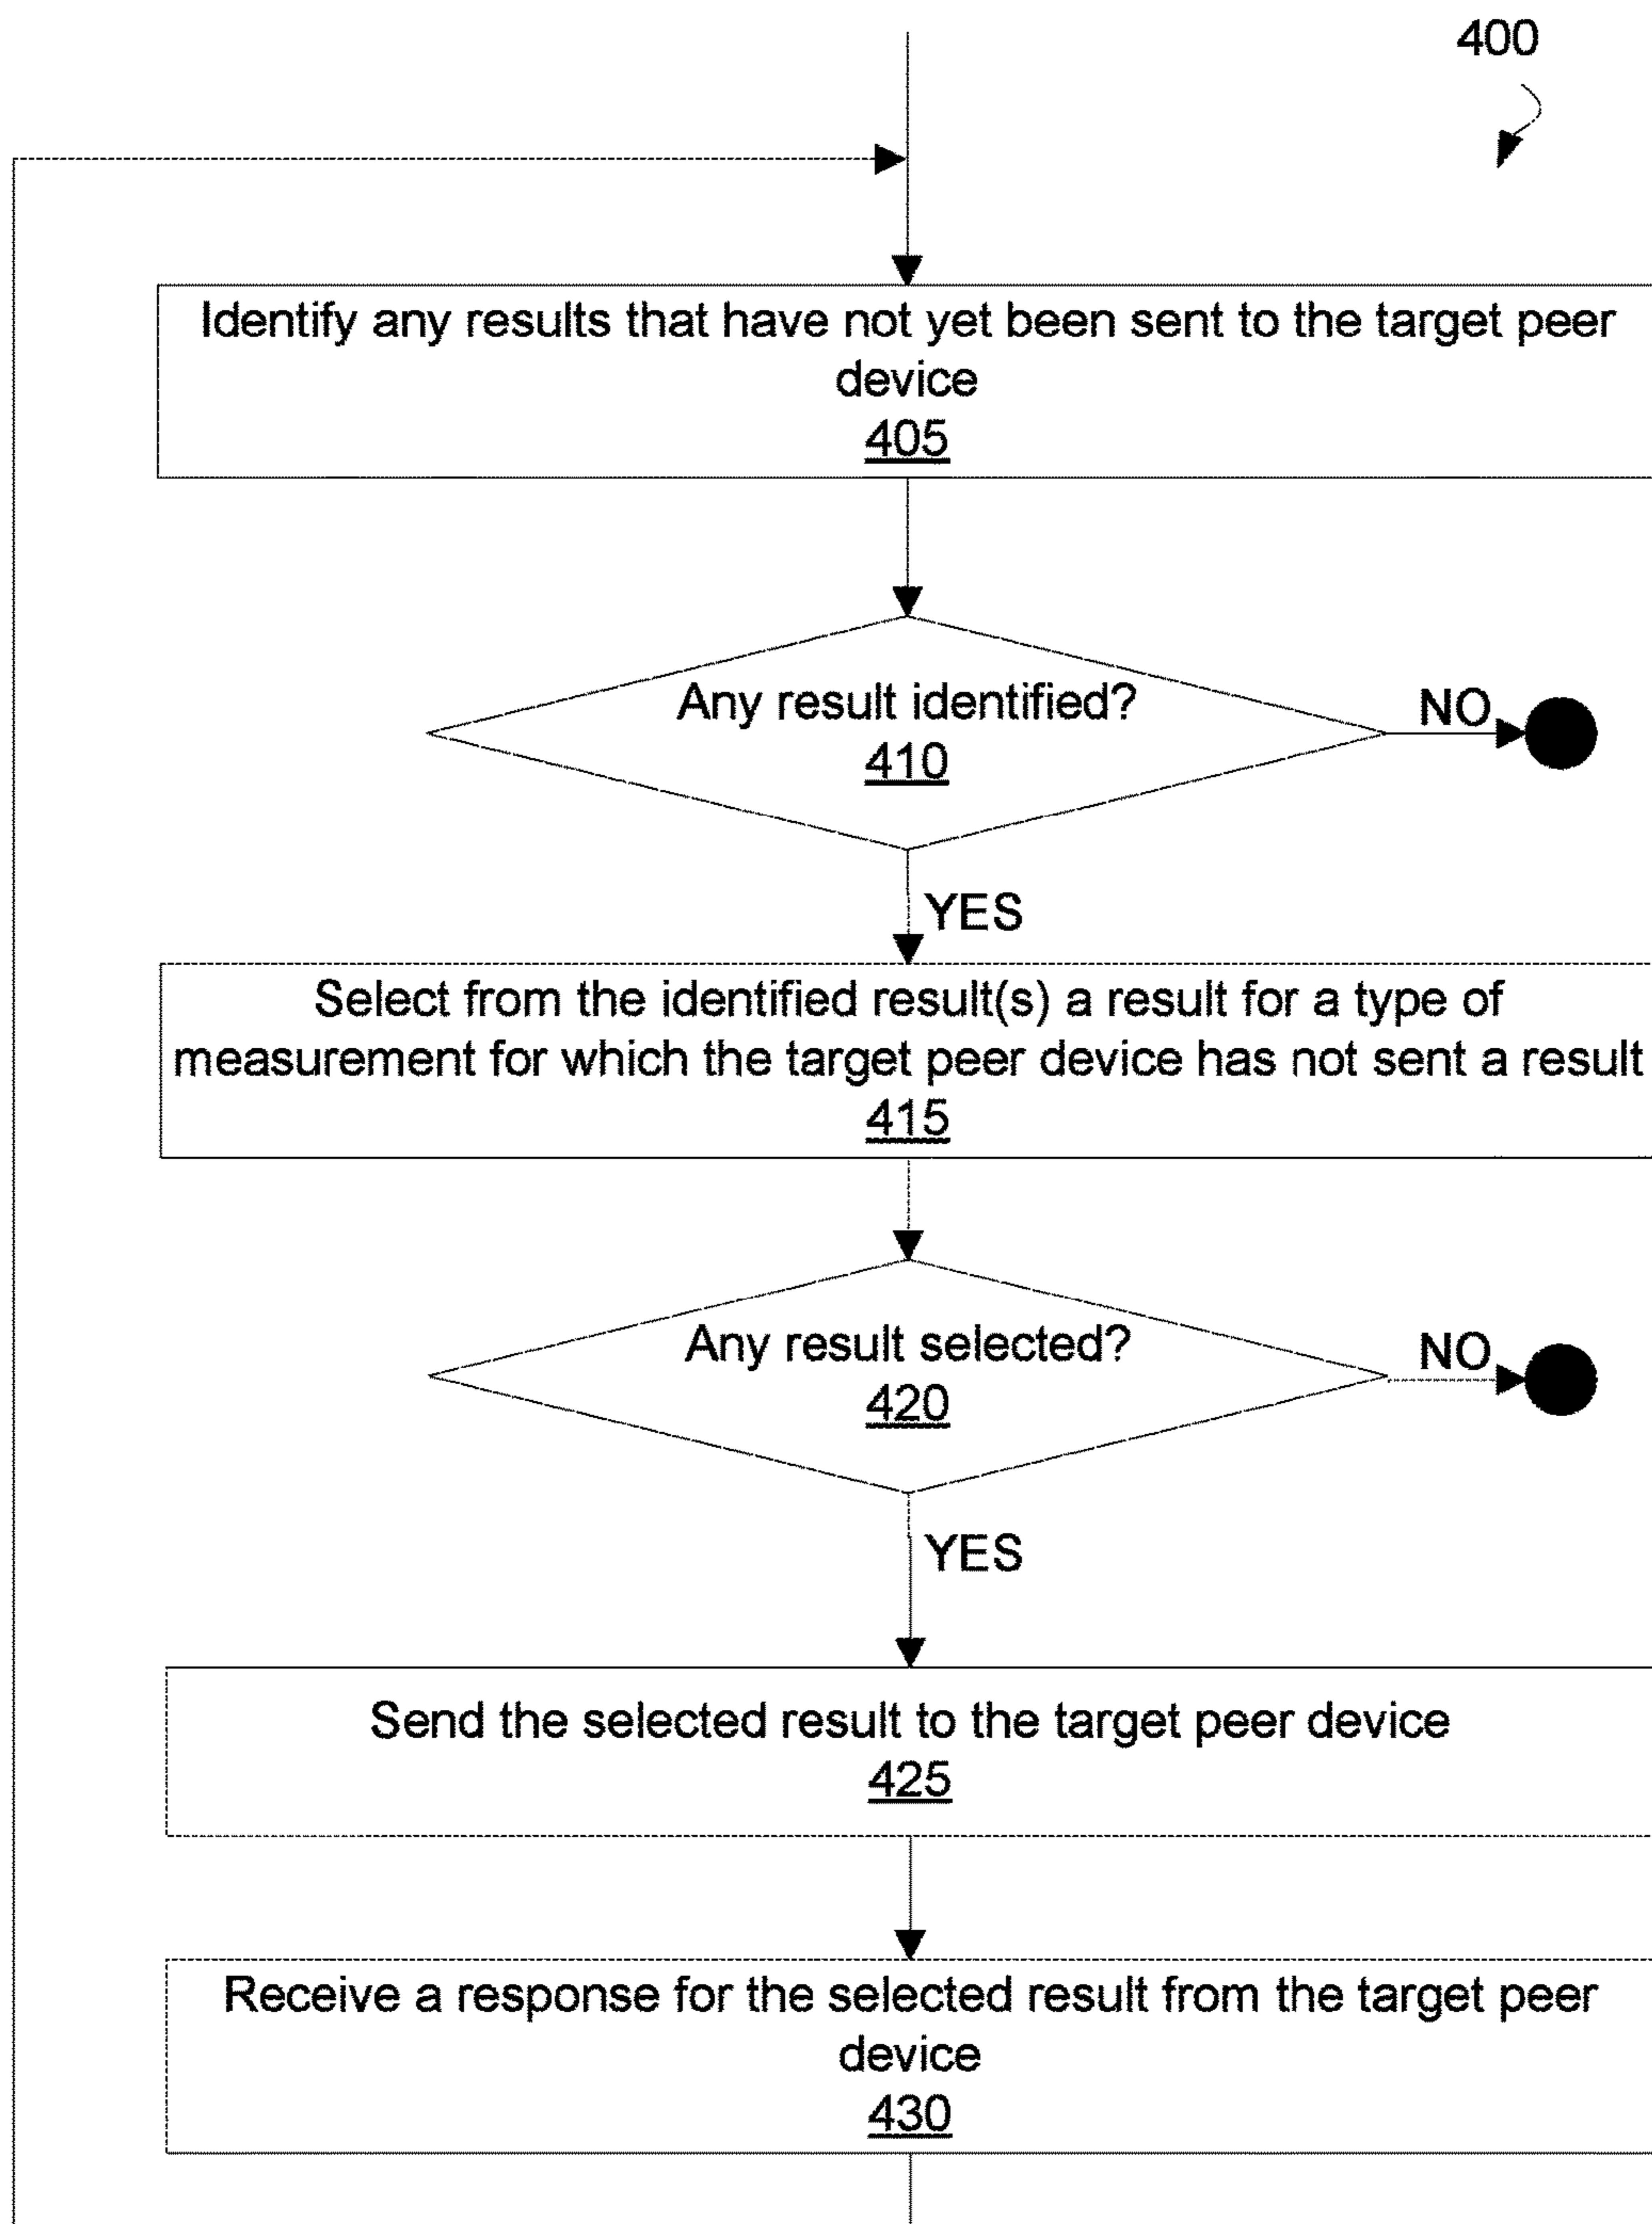 400
Identify any results that have not yet been sent to the target peer
device
405
Any result identified?
410
NO
YES
Select from the identified result(s) a result for a type of
measurement for which the target peer device has not sent a result
415
Any result selected?
420
NO
YES
Send the selected result to the target peer device
425
Receive a response for the selected result from the target peer
device
430